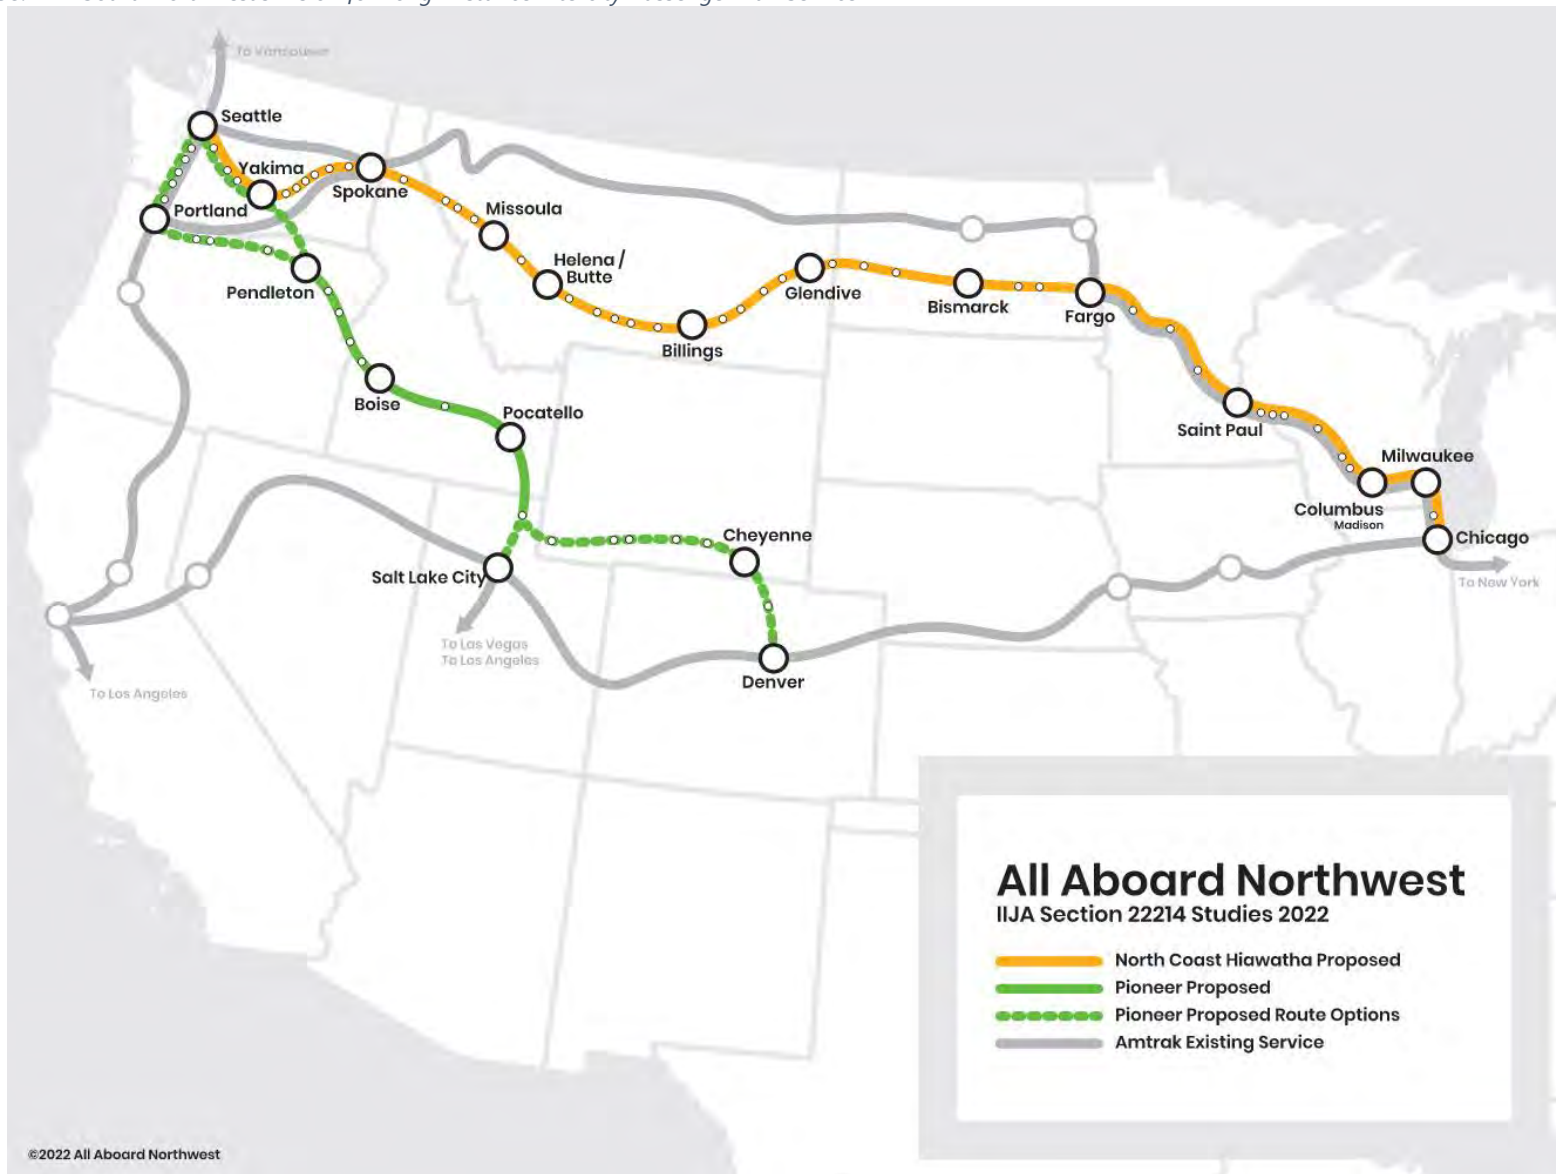 To Vancouver
Seattle
Yakima
Spokane
Portland
Missoula
Helena /
Butte
Pendleton
Glendive
Bismarck
Fargo
Billings
Boise
Pocatello
Saint Paul
Milwaukee
Columbus
Madison
Chicago
To New York
Cheyenne
Salt Lake City
To Las Vegas
To Los Angeles
Denver
To Los Angeles
All Aboard Northwest
IIJA Section 22214 Studies 2022
North Coast Hiawatha Proposed
Pioneer Proposed
Pioneer Proposed Route Options
Amtrak Existing Service
©2022 All Aboard Northwest